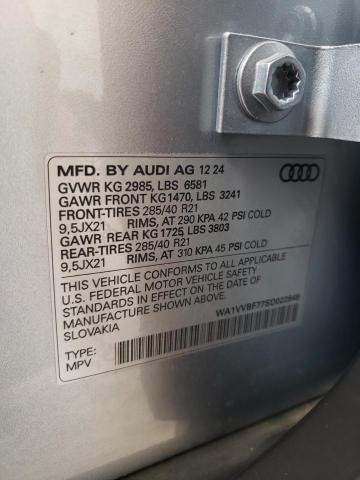 MFD. BY AUDI AG 12 24
GVWR KG 2985, LBS 6581
GAWR FRONT KG1470, LBS 3241
FRONT-TIRES 285/40 R21
9,5JX21 RIMS, AT 290 KPA 42 PSI COLD
GAWR REAR KG1725 LBS 3803
REAR-TIRES 285/40 R21
9,5JX21 RIMS, AT 310 KPA 45 PSI COLD
THIS VEHICLE CONFORMS TO ALL APPLICABLE
U.S. FEDERAL MOTOR VEHICLE SAFETY
STANDARDS IN EFFECT ON THE DATE OF
MANUFACTURE SHOWN ABOVE.
SLOVAKIA
TYPE:
MPV